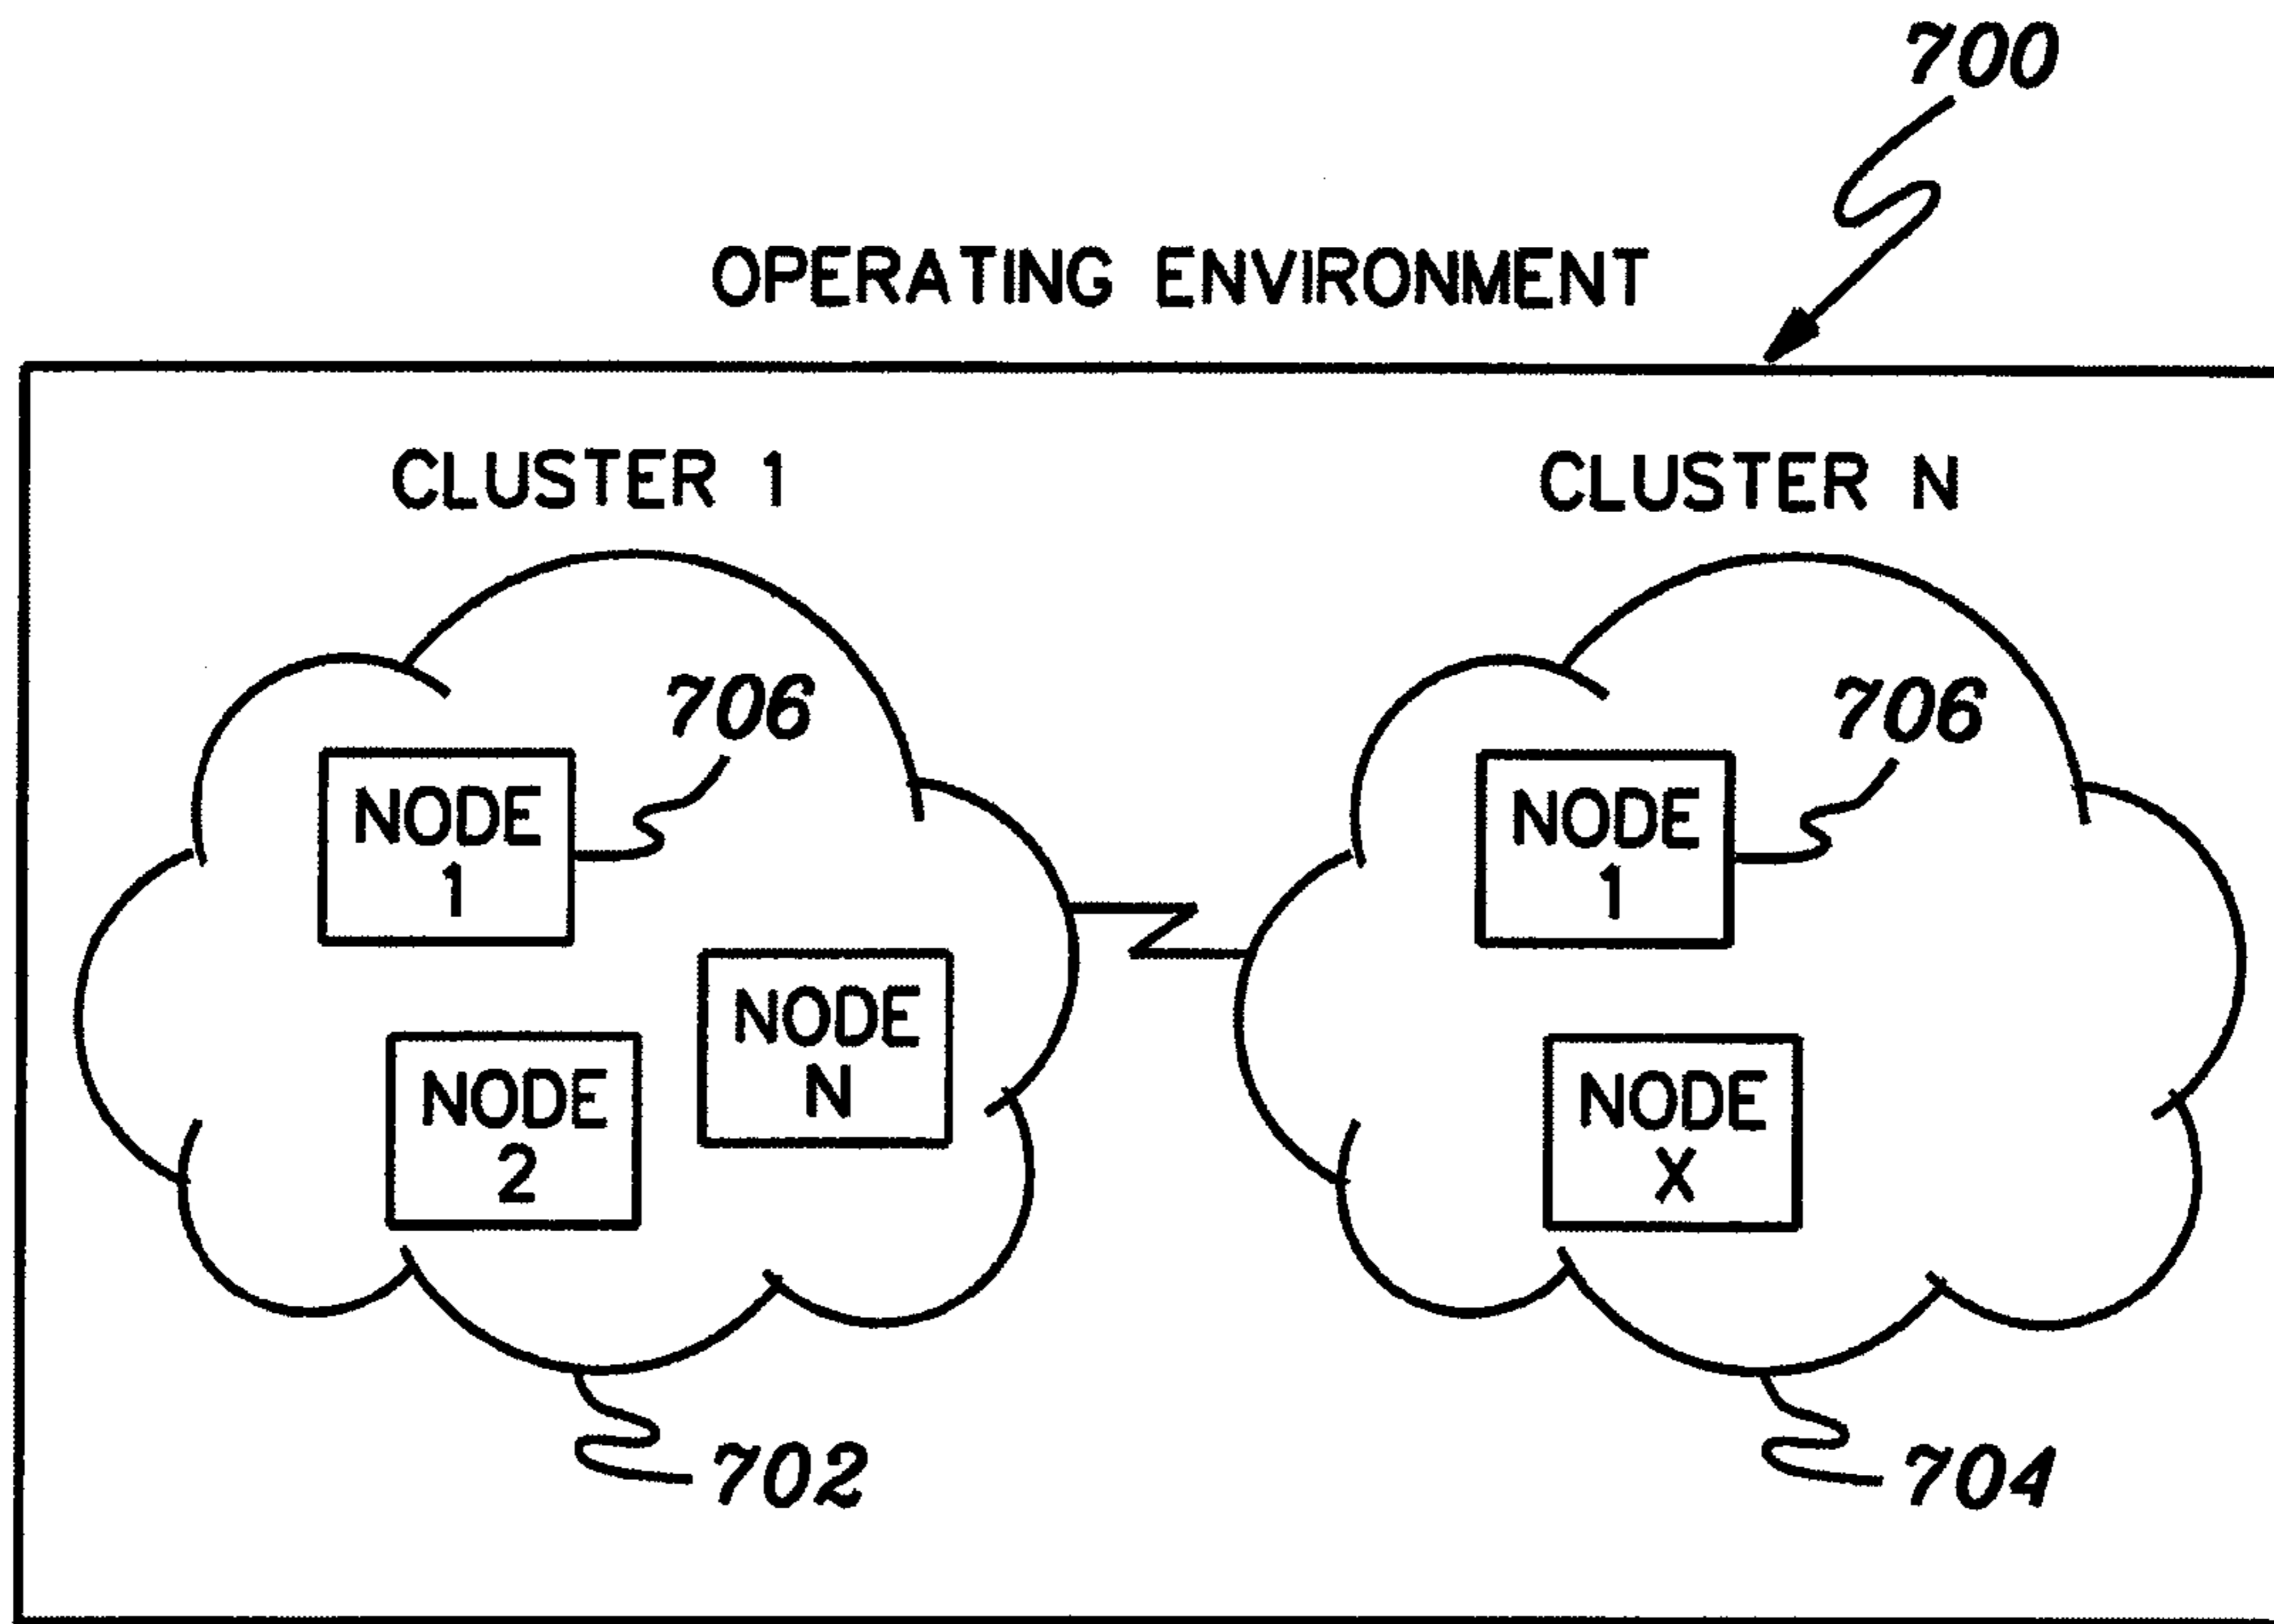 700
OPERATING ENVIRONMENT
CLUSTER 1
CLUSTER N
706
706
NODE
1
NODE
1
NODE
N
NODE
2
NODE
X
702
704